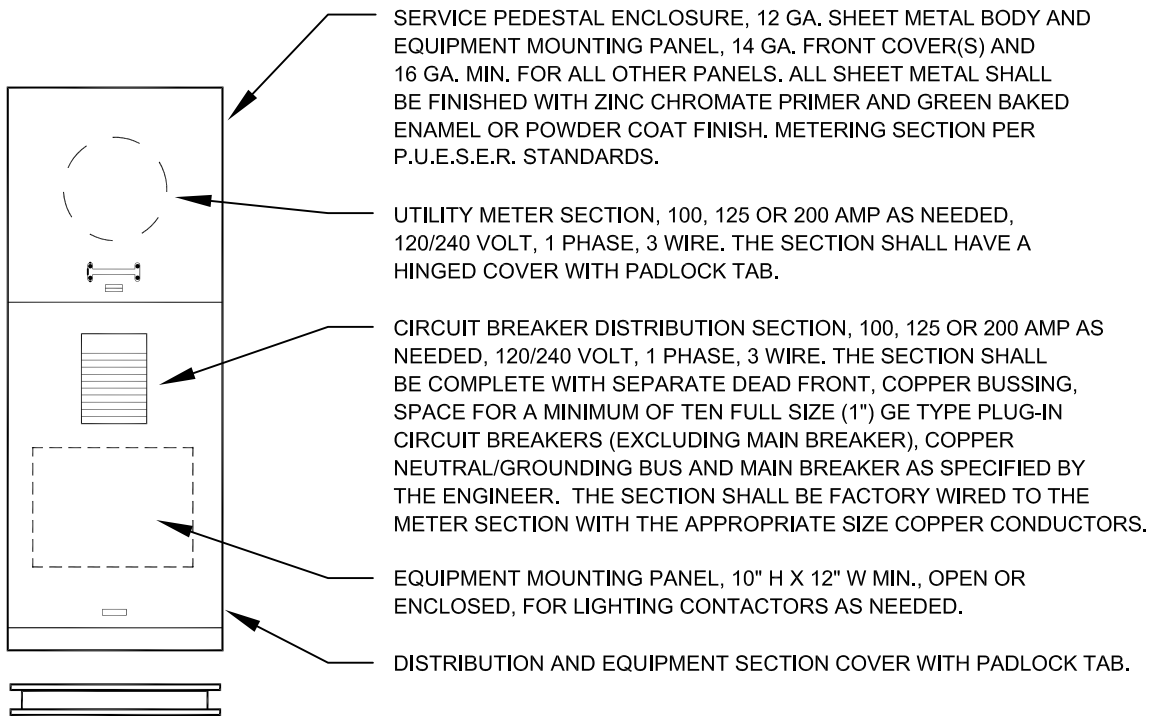 SERVICE PEDESTAL ENCLOSURE, 12 GA. SHEET METAL BODY AND
EQUIPMENT MOUNTING PANEL, 14 GA. FRONT COVER(S) AND
16 GA. MIN. FOR ALL OTHER PANELS. ALL SHEET METAL SHALL
BE FINISHED WITH ZINC CHROMATE PRIMER AND GREEN BAKED
ENAMEL OR POWDER COAT FINISH. METERING SECTION PER
P.U.E.S.E.R. STANDARDS.
UTILITY METER SECTION, 100, 125 OR 200 AMP AS NEEDED,
120/240 VOLT, 1 PHASE, 3 WIRE. THE SECTION SHALL HAVE A
HINGED COVER WITH PADLOCK TAB.
CIRCUIT BREAKER DISTRIBUTION SECTION, 100, 125 OR 200 AMP AS
NEEDED, 120/240 VOLT, 1 PHASE, 3 WIRE. THE SECTION SHALL
BE COMPLETE WITH SEPARATE DEAD FRONT, COPPER BUSSING,
SPACE FOR A MINIMUM OF TEN FULL SIZE (1") GE TYPE PLUG-IN
CIRCUIT BREAKERS (EXCLUDING MAIN BREAKER), COPPER
NEUTRAL/GROUNDING BUS AND MAIN BREAKER AS SPECIFIED BY
THE ENGINEER. THE SECTION SHALL BE FACTORY WIRED TO THE
METER SECTION WITH THE APPROPRIATE SIZE COPPER CONDUCTORS.
EQUIPMENT MOUNTING PANEL, 10" H X 12" W MIN., OPEN OR
ENCLOSED, FOR LIGHTING CONTACTORS AS NEEDED.
DISTRIBUTION AND EQUIPMENT SECTION COVER WITH PADLOCK TAB.